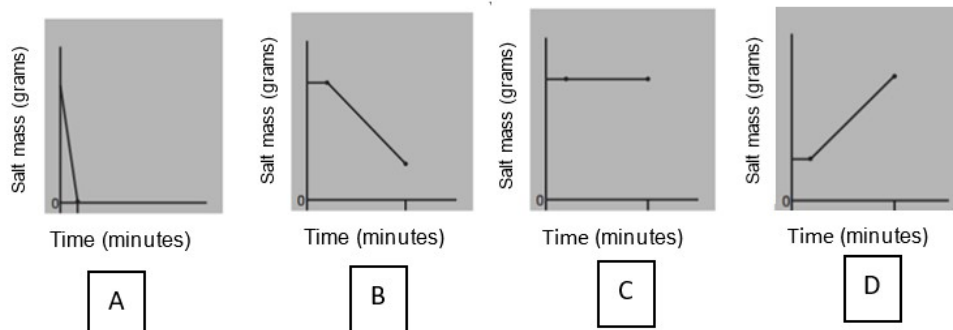 Salt mass (grams)
0
Time (minutes)
A
Salt mass (grams)
0
Time (minutes)
B
Salt mass (grams)
0
Time (minutes)
C
Salt mass (grams)
0
Time (minutes)
D